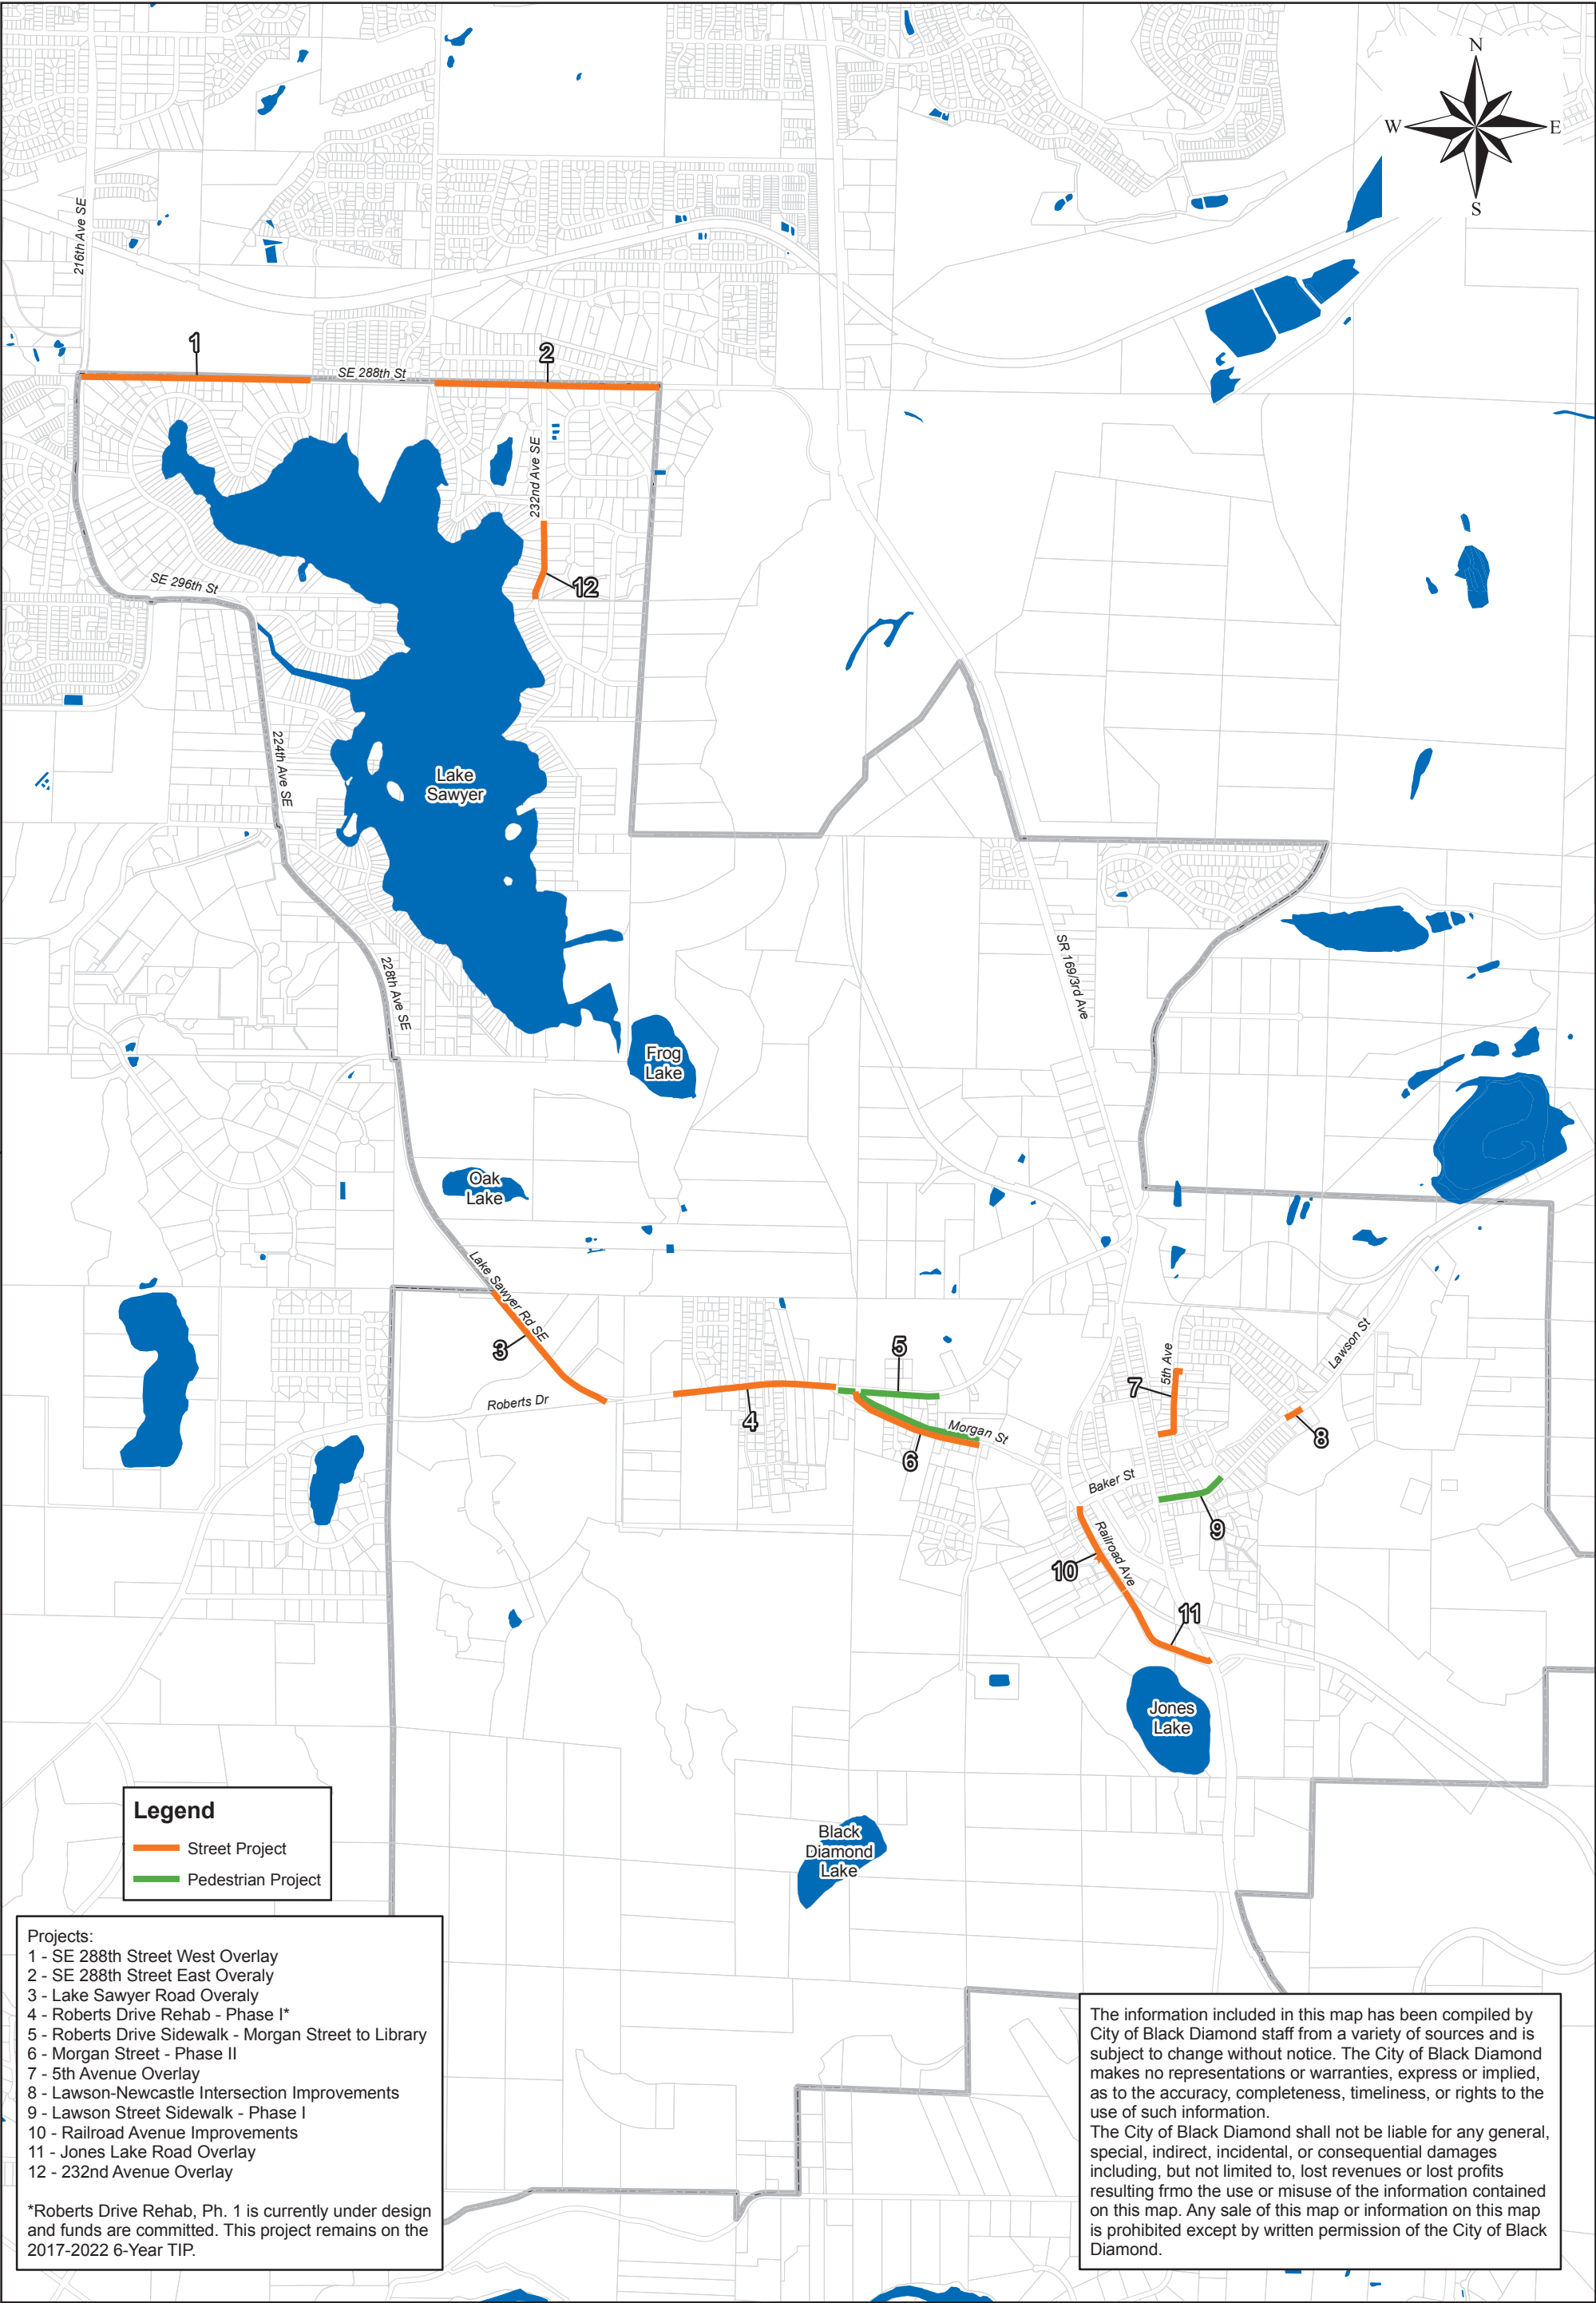 N
W
E
S
216th Ave SE
1
2
SE 288th St
232nd Ave SE
12
SE 296th St
224th Ave SE
Lake
Sawyer
SR 169/3rd Ave
228th Ave SE
Frog
Lake
Oak
Lake
Lake Sawyer Rd SE
3
Roberts Dr
4
5
6
Morgan St
5th Ave
7
Lawson St
8
Baker St
9
Railroad Ave
10
11
Jones
Lake
Black
Diamond
Lake
Legend
Street Project
Pedestrian Project
Projects:
1 - SE 288th Street West Overlay
2 - SE 288th Street East Overaly
3 - Lake Sawyer Road Overaly
4 - Roberts Drive Rehab - Phase I*
5 - Roberts Drive Sidewalk - Morgan Street to Library
6 - Morgan Street - Phase II
7 - 5th Avenue Overlay
8 - Lawson-Newcastle Intersection Improvements
9 - Lawson Street Sidewalk - Phase I
10 - Railroad Avenue Improvements
11 - Jones Lake Road Overlay
12 - 232nd Avenue Overlay
*Roberts Drive Rehab, Ph. 1 is currently under design
and funds are committed. This project remains on the
2017-2022 6-Year TIP.
The information included in this map has been compiled by
City of Black Diamond staff from a variety of sources and is
subject to change without notice. The City of Black Diamond
makes no representations or warranties, express or implied,
as to the accuracy, completeness, timeliness, or rights to the
use of such information.
The City of Black Diamond shall not be liable for any general,
special, indirect, incidental, or consequential damages
including, but not limited to, lost revenues or lost profits
resulting frmo the use or misuse of the information contained
on this map. Any sale of this map or information on this map
is prohibited except by written permission of the City of Black
Diamond.